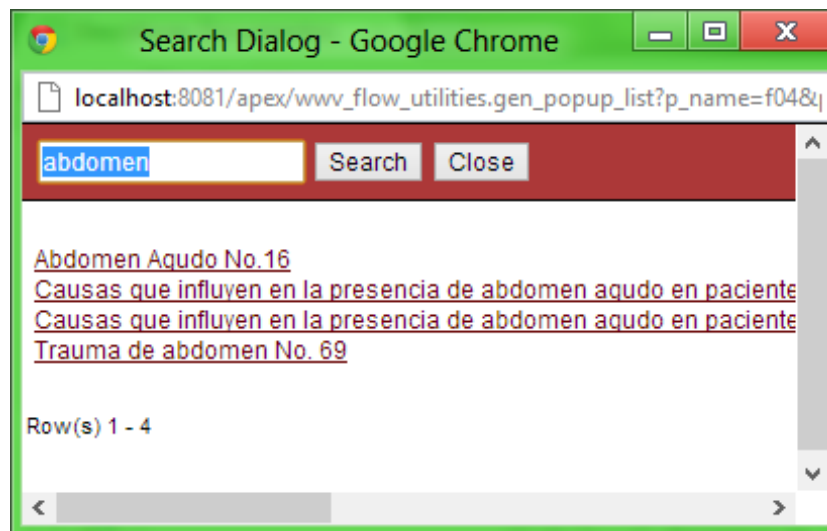 Search Dialog - Google Chrome
localhost:8081/apex/wwv_flow_utilities.gen_popup_list?p_name=f04&
abdomen Search Close
Abdomen Agudo No.16
Causas que influyen en la presencia de abdomen agudo en paciente
Causas que influyen en la presencia de abdomen agudo en paciente
Trauma de abdomen No. 69
Row(s) 1 - 4